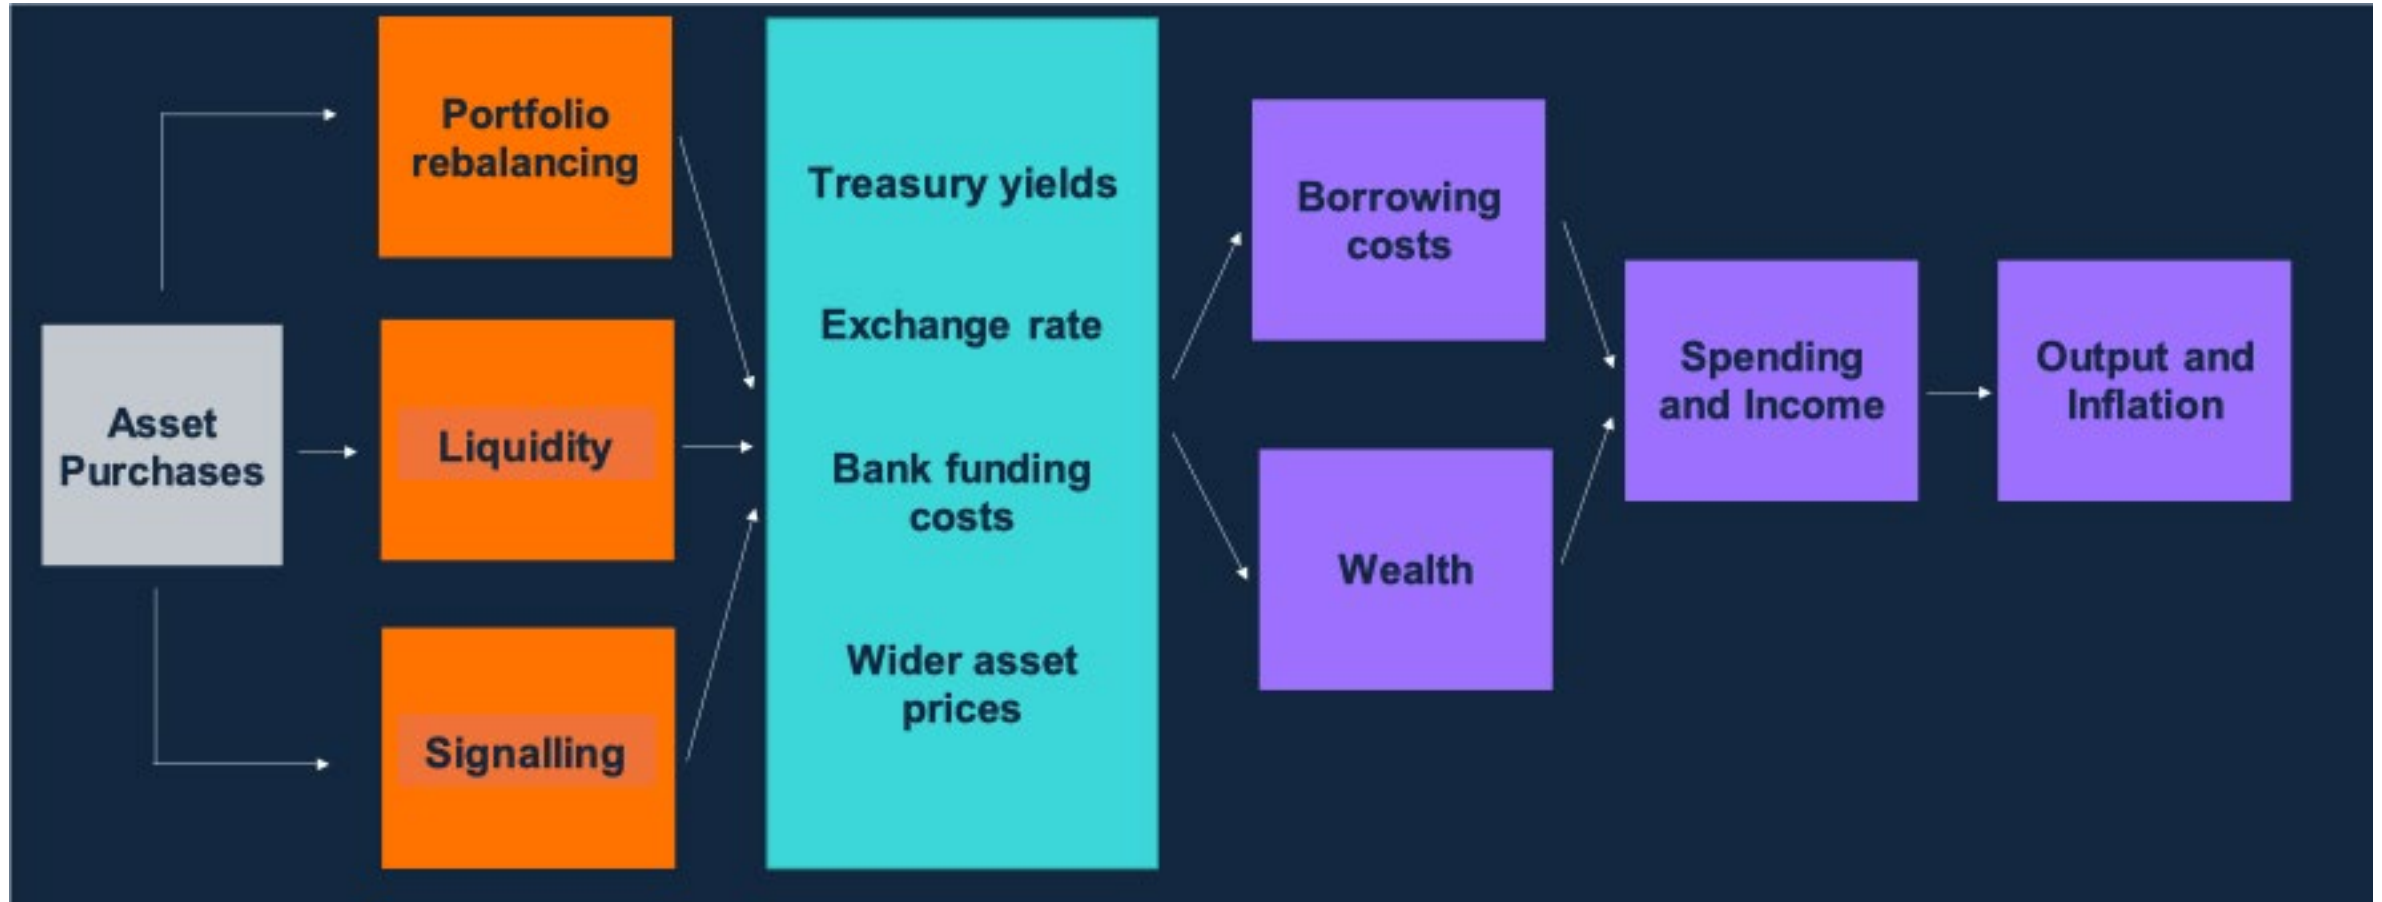 Portfolio
rebalancing
Asset
Purchases
Liquidity
Signalling
Treasury yields
Exchange rate
Bank funding
costs
Wider asset
prices
Borrowing
costs
Wealth
Spending
and Income
Output and
Inflation